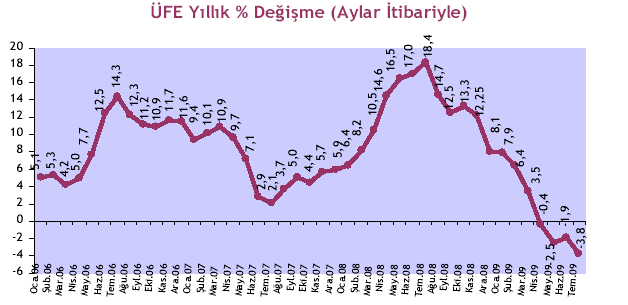 ÜFE Yıllık % Değişme (Aylar İtibariyle)
20
18
16
14
12
10
8
6
4
2
0
-2
-4
-6
5,1
5,3
4,2
5,0
7,7
12,5
14,3
12,3
11,2
10,9
11,7
11,6
9,4
10,1
10,9
9,7
7,1
2,9
2,1
3,7
5,0
4,4
5,7
5,9
6,4
8,2
10,5
14,6
16,5
17,0
18,4
14,7
12,5
13,3
12,25
8,1
7,9
6,4
3,5
-0,4
-2,5
-1,9
-3,8
Oca.06
Şub.06
Mar.06
Nis.06
May.06
Haz.06
Tem.06
Ağu.06
Eyl.06
Eki.06
Kas.06
Ara.06
Oca.07
Şub.07
Mar.07
Nis.07
May.07
Haz.07
Tem.07
Ağu.07
Eyl.07
Eki.07
Kas.07
Ara.07
Oca.08
Şub.08
Mar.08
Nis.08
May.08
Haz.08
Tem.08
Ağu.08
Eyl.08
Eki.08
Kas.08
Ara.08
Oca.09
Şub.09
Mar.09
Nis.09
May.09
Haz.09
Tem.09